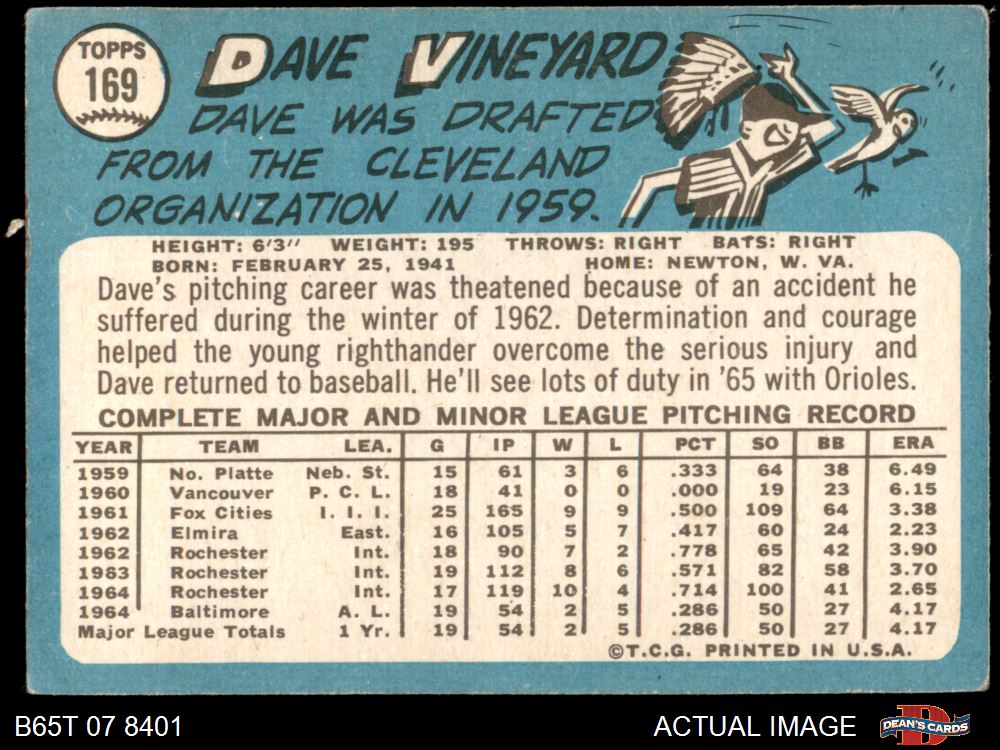 TOPPS
169
DAVE VINEYARD
DAVE WAS DRAFTED
FROM THE CLEVELAND
ORGANIZATION IN 1959.
HEIGHT: 6'3" WEIGHT: 195 THROWS: RIGHT BATS: RIGHT
BORN: FEBRUARY 25, 1941 HOME: NEWTON, W. VA.
Dave's pitching career was theatened because of an accident he
suffered during the winter of 1962. Determination and courage
helped the young righthander overcome the serious injury and
Dave returned to baseball. He'll see lots of duty in '65 with Orioles.
COMPLETE MAJOR AND MINOR LEAGUE PITCHING RECORD
YEAR TEAM LEA. G IP W L PCT SO BB ERA
1959 No. Platte Neb. St. 15 61 3 6 .333 64 38 6.49
1960 Vancouver P. C. L. 18 41 0 0 .000 19 23 6.15
1961 Fox Cities I. I. I. 25 165 9 9 .500 109 64 3.38
1962 Elmira East. 16 105 5 7 .417 60 24 2.23
1962 Rochester Int. 18 90 7 2 .778 65 42 3.90
1963 Rochester Int. 19 112 8 6 .571 82 58 3.70
1964 Rochester Int. 17 119 10 4 .714 100 41 2.65
1964 Baltimore A. L. 19 54 2 5 .286 50 27 4.17
Major League Totals 1 Yr. 19 54 2 5 .286 50 27 4.17
©T.C.G. PRINTED IN U.S.A.
B65T 07 8401 ACTUAL IMAGE DEAN'S CARDS